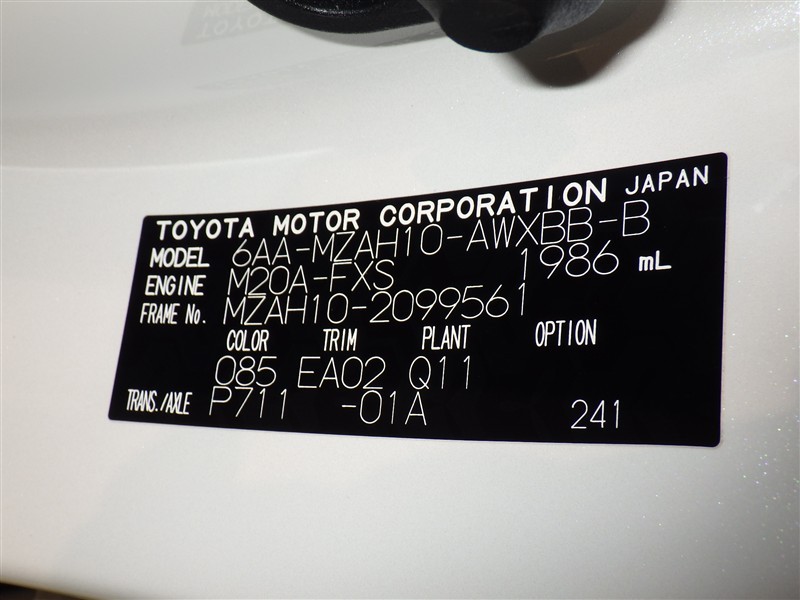 TOYOTA MOTOR CORPORATION JAPAN
MODEL 6AA-MZAH10-AWXBB-B
ENGINE M20A-FXS 1986 mL
FRAME No. MZAH10-2099561
COLOR TRIM PLANT OPTION
085 EA02 Q11
TRANS./AXLE P711 -01A 241